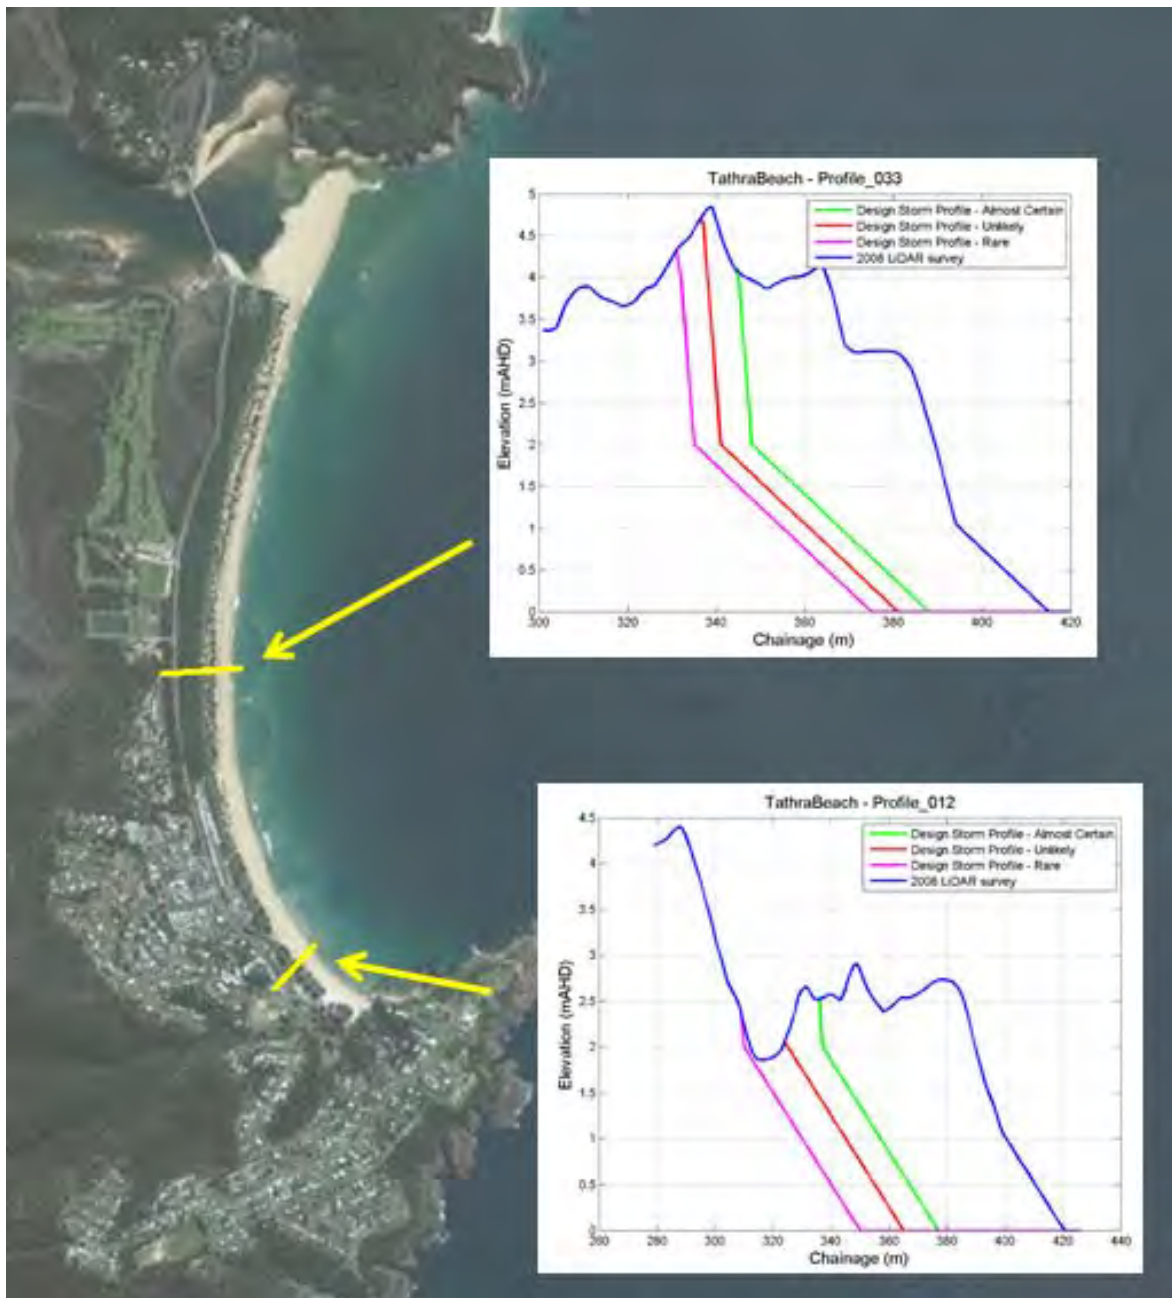 TathraBeach - Profile_033
Design Storm Profile - Almost Certain
Design Storm Profile - Unlikely
Design Storm Profile - Rare
2008 LiDAR survey
Elevation (mAHD)
5
4.5
4
3.5
3
2.5
2
1.5
1
0.5
0
300 320 340 360 380 400 420
Chainage (m)
TathraBeach - Profile_012
Design Storm Profile - Almost Certain
Design Storm Profile - Unlikely
Design Storm Profile - Rare
2008 LiDAR survey
Elevation (mAHD)
4.5
4
3.5
3
2.5
2
1.5
1
0.5
0
260 280 300 320 340 360 380 400 420 440
Chainage (m)